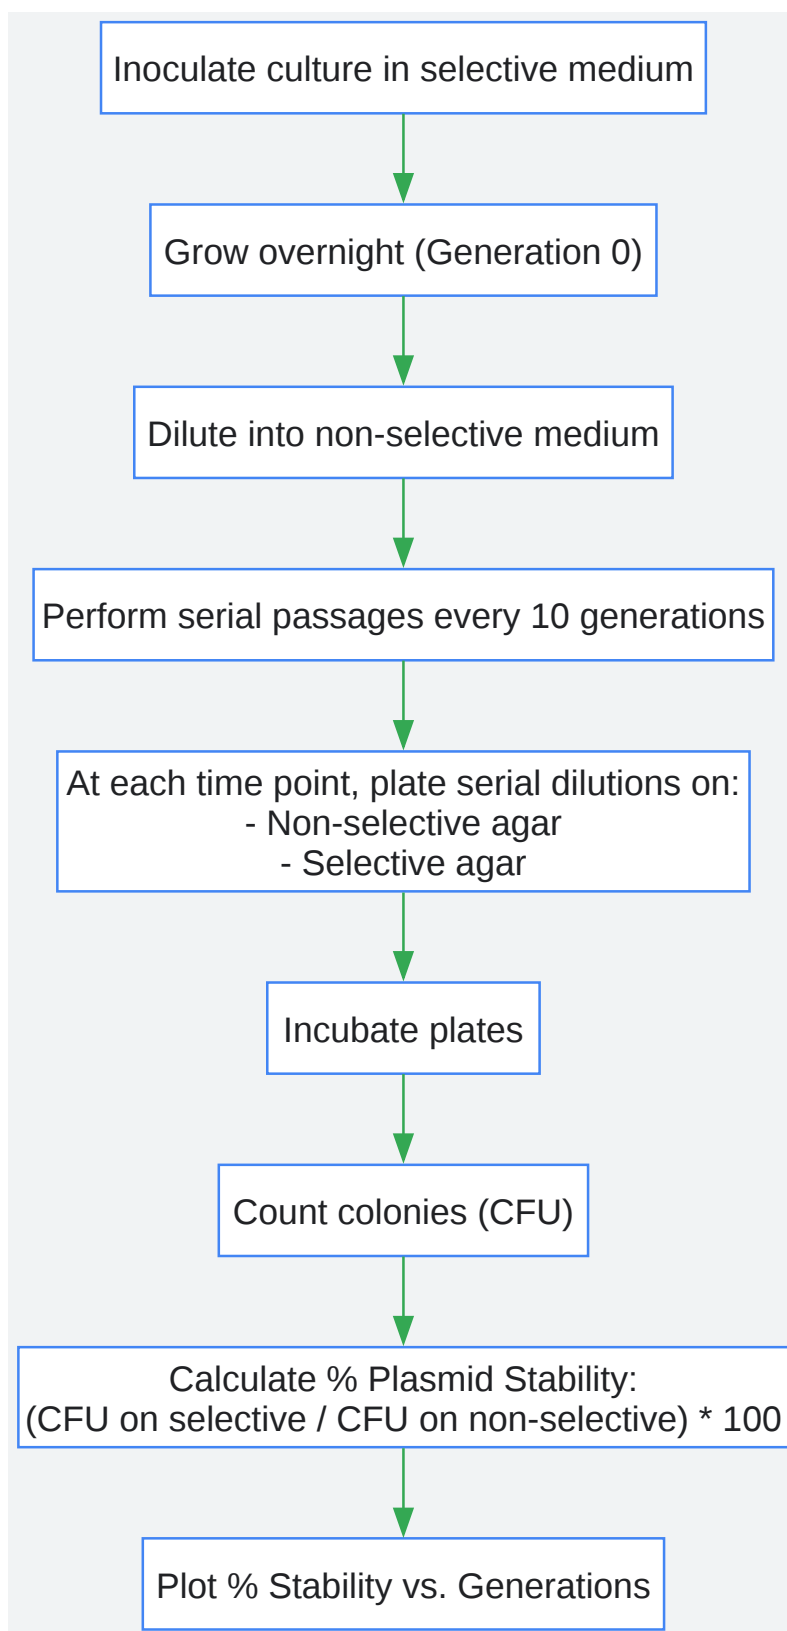 Inoculate culture in selective medium
Grow overnight (Generation 0)
Dilute into non-selective medium
Perform serial passages every 10 generations
At each time point, plate serial dilutions on:
- Non-selective agar
- Selective agar
Incubate plates
Count colonies (CFU)
Calculate % Plasmid Stability:
(CFU on selective / CFU on non-selective) * 100
Plot % Stability vs. Generations